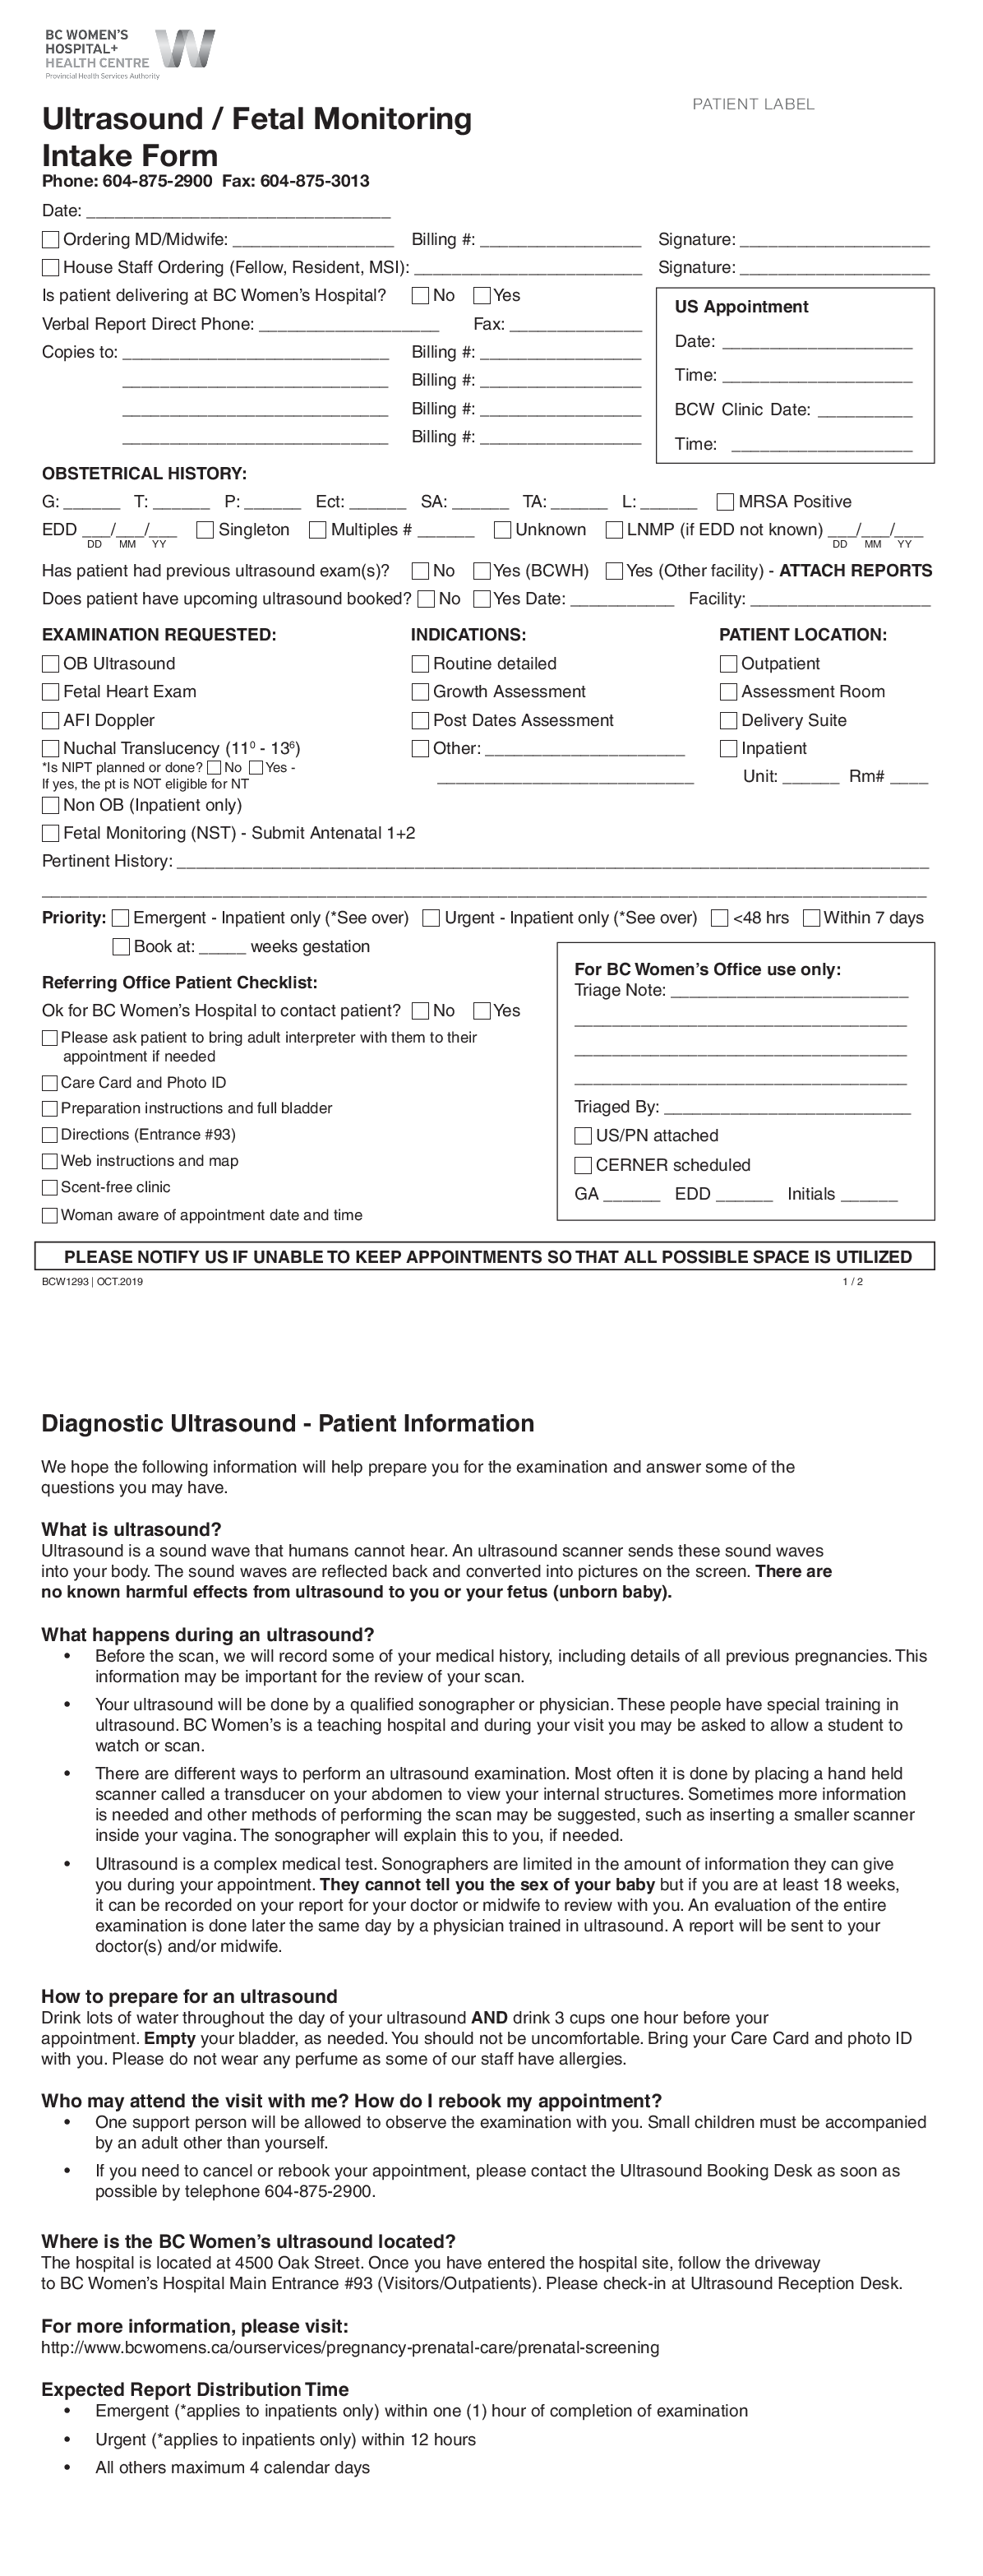 BC WOMEN'S
HOSPITAL+
HEALTH CENTRE
Provincial Health Services Authority
PATIENT LABEL
Ultrasound / Fetal Monitoring
Intake Form
Phone: 604-875-2900 Fax: 604-875-3013
Date: ________________________________
☐ Ordering MD/Midwife: _________________ Billing #: _________________ Signature: ____________________
☐ House Staff Ordering (Fellow, Resident, MSI): ________________________ Signature: ____________________
Is patient delivering at BC Women's Hospital? ☐ No ☐ Yes
Verbal Report Direct Phone: ___________________ Fax: ______________
Copies to: ____________________________ Billing #: _________________
____________________________ Billing #: _________________
____________________________ Billing #: _________________
____________________________ Billing #: _________________
US Appointment
Date: ____________________
Time: ____________________
BCW Clinic Date: __________
Time: ___________________
OBSTETRICAL HISTORY:
G: ______ T: ______ P: ______ Ect: ______ SA: ______ TA: ______ L: ______ ☐ MRSA Positive
EDD ___/___/___ ☐ Singleton ☐ Multiples # ______ ☐ Unknown ☐ LNMP (if EDD not known) ___/___/___
DD MM YY DD MM YY
Has patient had previous ultrasound exam(s)? ☐ No ☐ Yes (BCWH) ☐ Yes (Other facility) - ATTACH REPORTS
Does patient have upcoming ultrasound booked? ☐ No ☐ Yes Date: ___________ Facility: ___________________
EXAMINATION REQUESTED: INDICATIONS: PATIENT LOCATION:
☐ OB Ultrasound ☐ Routine detailed ☐ Outpatient
☐ Fetal Heart Exam ☐ Growth Assessment ☐ Assessment Room
☐ AFI Doppler ☐ Post Dates Assessment ☐ Delivery Suite
☐ Nuchal Translucency (11⁰ - 13⁶) ☐ Other: _____________________ ☐ Inpatient
*Is NIPT planned or done? ☐ No ☐ Yes -
If yes, the pt is NOT eligible for NT ___________________________ Unit: ______ Rm# ____
☐ Non OB (Inpatient only)
☐ Fetal Monitoring (NST) - Submit Antenatal 1+2
Pertinent History: ________________________________________________________________________________
______________________________________________________________________________________________
Priority: ☐ Emergent - Inpatient only (*See over) ☐ Urgent - Inpatient only (*See over) ☐ <48 hrs ☐ Within 7 days
☐ Book at: _____ weeks gestation
Referring Office Patient Checklist:
Ok for BC Women's Hospital to contact patient? ☐ No ☐ Yes
☐ Please ask patient to bring adult interpreter with them to their
appointment if needed
☐ Care Card and Photo ID
☐ Preparation instructions and full bladder
☐ Directions (Entrance #93)
☐ Web instructions and map
☐ Scent-free clinic
☐ Woman aware of appointment date and time
For BC Women's Office use only:
Triage Note: _________________________
___________________________________
___________________________________
___________________________________
Triaged By: __________________________
☐ US/PN attached
☐ CERNER scheduled
GA ______ EDD ______ Initials ______
PLEASE NOTIFY US IF UNABLE TO KEEP APPOINTMENTS SO THAT ALL POSSIBLE SPACE IS UTILIZED
BCW1293 | OCT.2019 1 / 2
Diagnostic Ultrasound - Patient Information
We hope the following information will help prepare you for the examination and answer some of the
questions you may have.
What is ultrasound?
Ultrasound is a sound wave that humans cannot hear. An ultrasound scanner sends these sound waves
into your body. The sound waves are reflected back and converted into pictures on the screen. There are
no known harmful effects from ultrasound to you or your fetus (unborn baby).
What happens during an ultrasound?
• Before the scan, we will record some of your medical history, including details of all previous pregnancies. This
information may be important for the review of your scan.
• Your ultrasound will be done by a qualified sonographer or physician. These people have special training in
ultrasound. BC Women's is a teaching hospital and during your visit you may be asked to allow a student to
watch or scan.
• There are different ways to perform an ultrasound examination. Most often it is done by placing a hand held
scanner called a transducer on your abdomen to view your internal structures. Sometimes more information
is needed and other methods of performing the scan may be suggested, such as inserting a smaller scanner
inside your vagina. The sonographer will explain this to you, if needed.
• Ultrasound is a complex medical test. Sonographers are limited in the amount of information they can give
you during your appointment. They cannot tell you the sex of your baby but if you are at least 18 weeks,
it can be recorded on your report for your doctor or midwife to review with you. An evaluation of the entire
examination is done later the same day by a physician trained in ultrasound. A report will be sent to your
doctor(s) and/or midwife.
How to prepare for an ultrasound
Drink lots of water throughout the day of your ultrasound AND drink 3 cups one hour before your
appointment. Empty your bladder, as needed. You should not be uncomfortable. Bring your Care Card and photo ID
with you. Please do not wear any perfume as some of our staff have allergies.
Who may attend the visit with me? How do I rebook my appointment?
• One support person will be allowed to observe the examination with you. Small children must be accompanied
by an adult other than yourself.
• If you need to cancel or rebook your appointment, please contact the Ultrasound Booking Desk as soon as
possible by telephone 604-875-2900.
Where is the BC Women's ultrasound located?
The hospital is located at 4500 Oak Street. Once you have entered the hospital site, follow the driveway
to BC Women's Hospital Main Entrance #93 (Visitors/Outpatients). Please check-in at Ultrasound Reception Desk.
For more information, please visit:
http://www.bcwomens.ca/ourservices/pregnancy-prenatal-care/prenatal-screening
Expected Report Distribution Time
• Emergent (*applies to inpatients only) within one (1) hour of completion of examination
• Urgent (*applies to inpatients only) within 12 hours
• All others maximum 4 calendar days